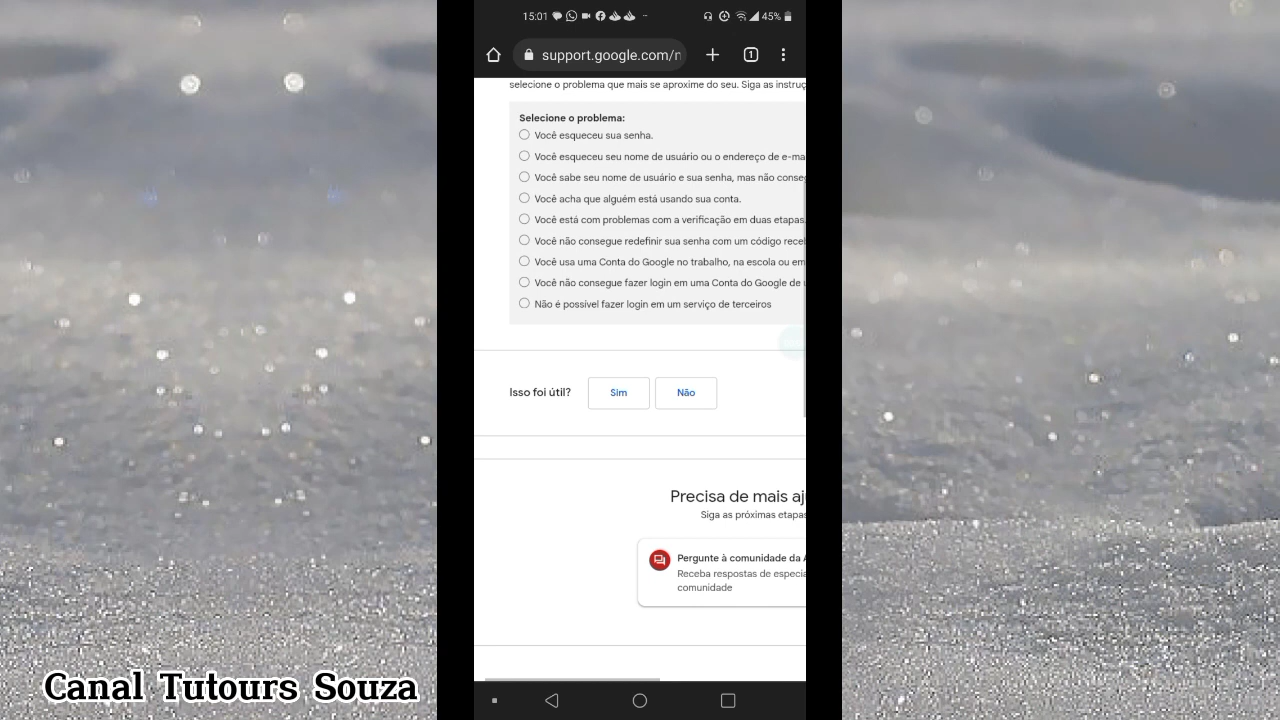 15:01
45%
support.google.com/
1
selecione o problema que mais se aproxime do seu. Siga as
Selecione o problema:
Você esqueceu sua senha.
Você esqueceu seu nome de usuário ou o endereço de e-ma
Você sabe seu nome de usuário e sua senha, mas não
Você acha que alguém está usando sua conta.
Você está com problemas com a verificação em duas etapas
Você não consegue redefinir sua senha com um código
Você usa uma Conta do Google no trabalho, na escola ou em
Você não consegue fazer login em uma Conta do Google de
Não é possível fazer login em um serviço de terceiros
Isso foi útil?
Sim
Não
Precisa de mais aj
Siga as próximas etapas
Pergunte à comunidade da
Receba respostas de especia
comunidade
Canal Tutours Souza